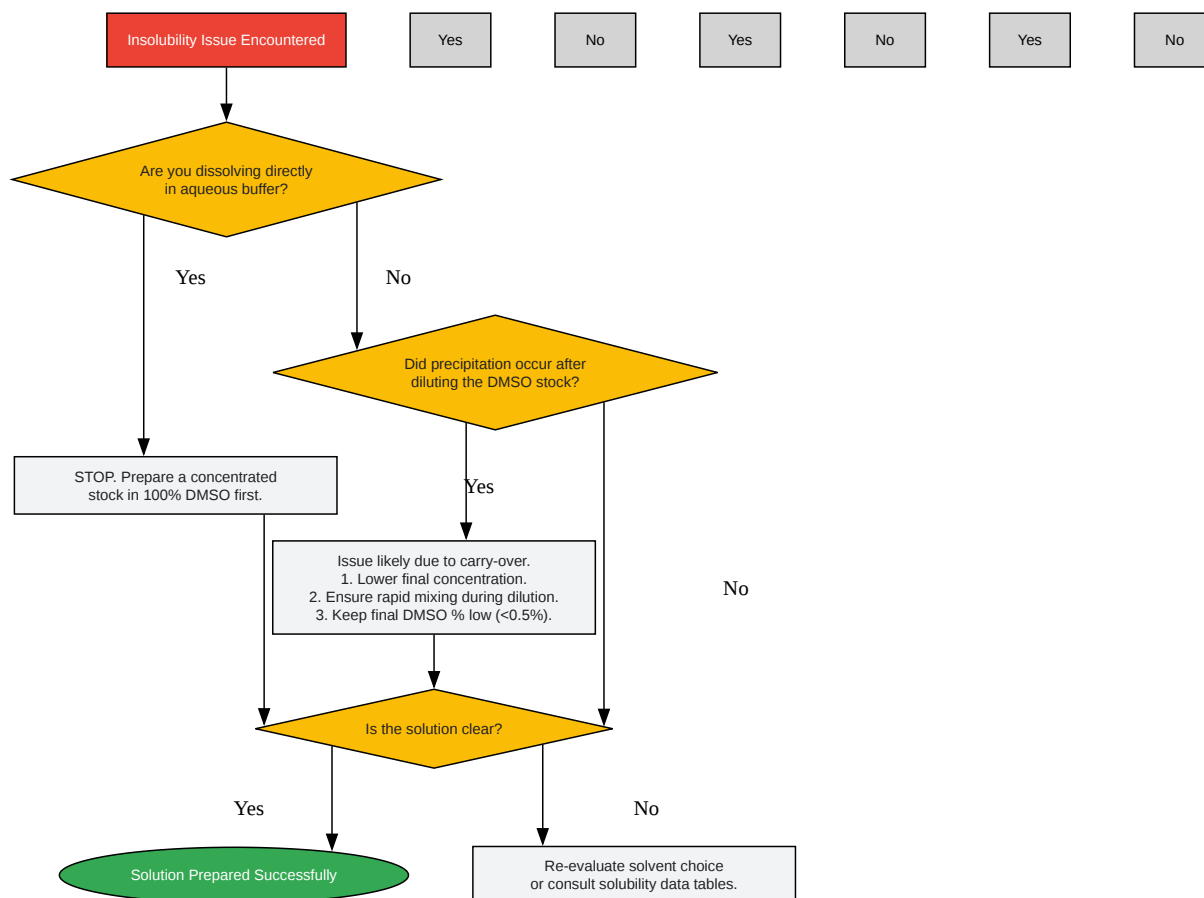 Insolubility Issue Encountered
Yes
No
Yes
No
Yes
No
Are you dissolving directly
in aqueous buffer?
Yes
No
Did precipitation occur after
diluting the DMSO stock?
STOP. Prepare a concentrated
stock in 100% DMSO first.
Yes
Issue likely due to carry-over.
1. Lower final concentration.
2. Ensure rapid mixing during dilution.
3. Keep final DMSO % low (<0.5%).
No
Is the solution clear?
Yes
No
Solution Prepared Successfully
Re-evaluate solvent choice
or consult solubility data tables.